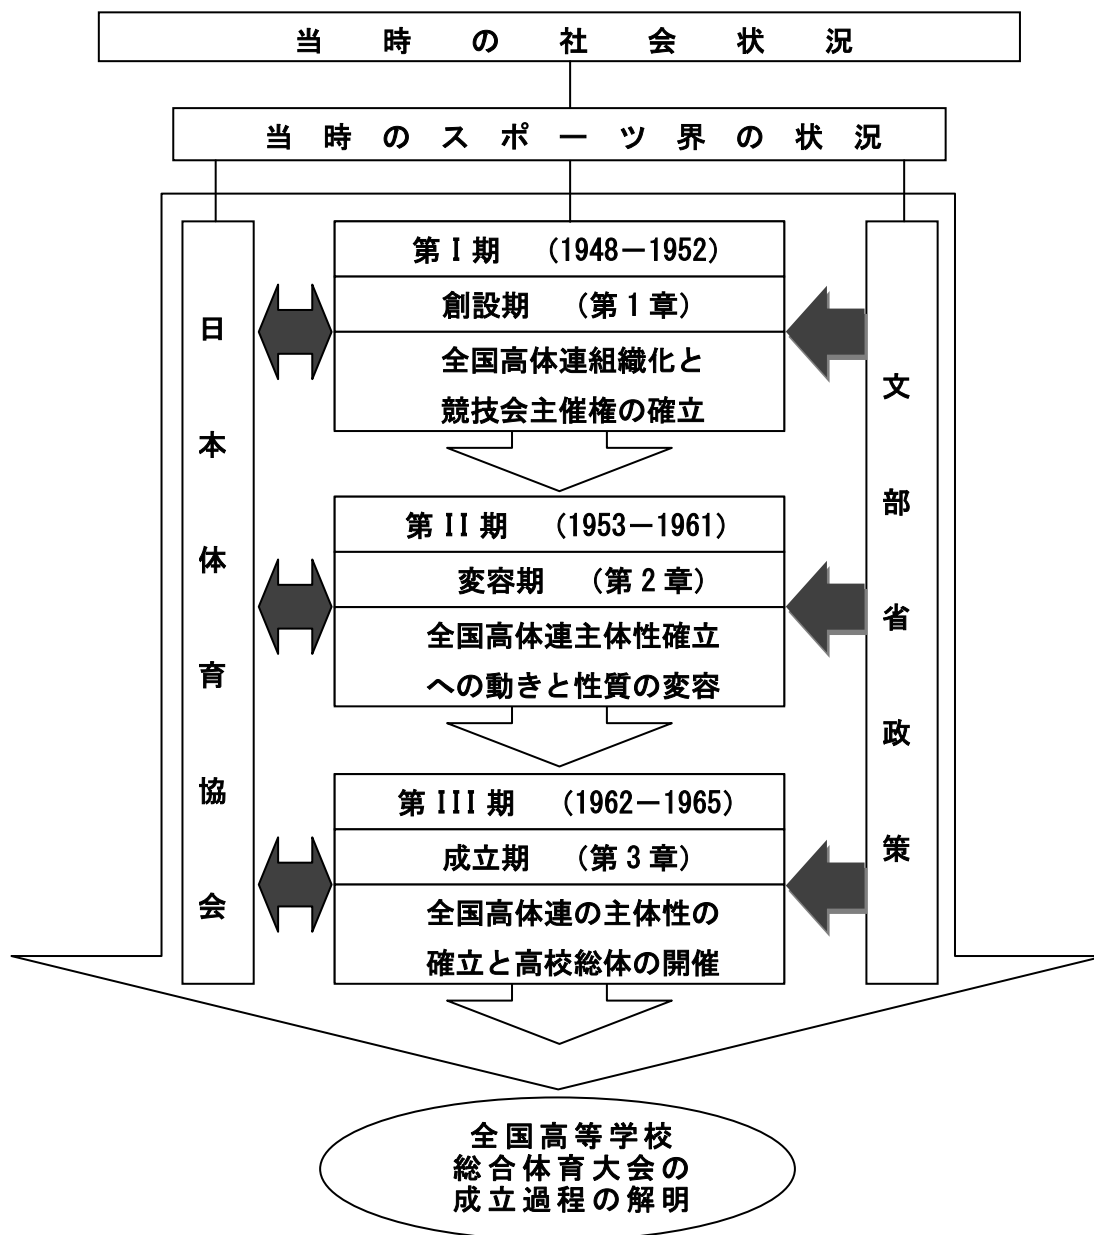 当時の社会状況
当時のスポーツ界の状況
日本体育協会
第I期 (1948－1952)
創設期 (第1章)
全国高体連組織化と
競技会主催権の確立
第II期 (1953－1961)
変容期 (第2章)
全国高体連主体性確立
への動きと性質の変容
第III期 (1962－1965)
成立期 (第3章)
全国高体連の主体性の
確立と高校総体の開催
文部省政策
全国高等学校
総合体育大会の
成立過程の解明